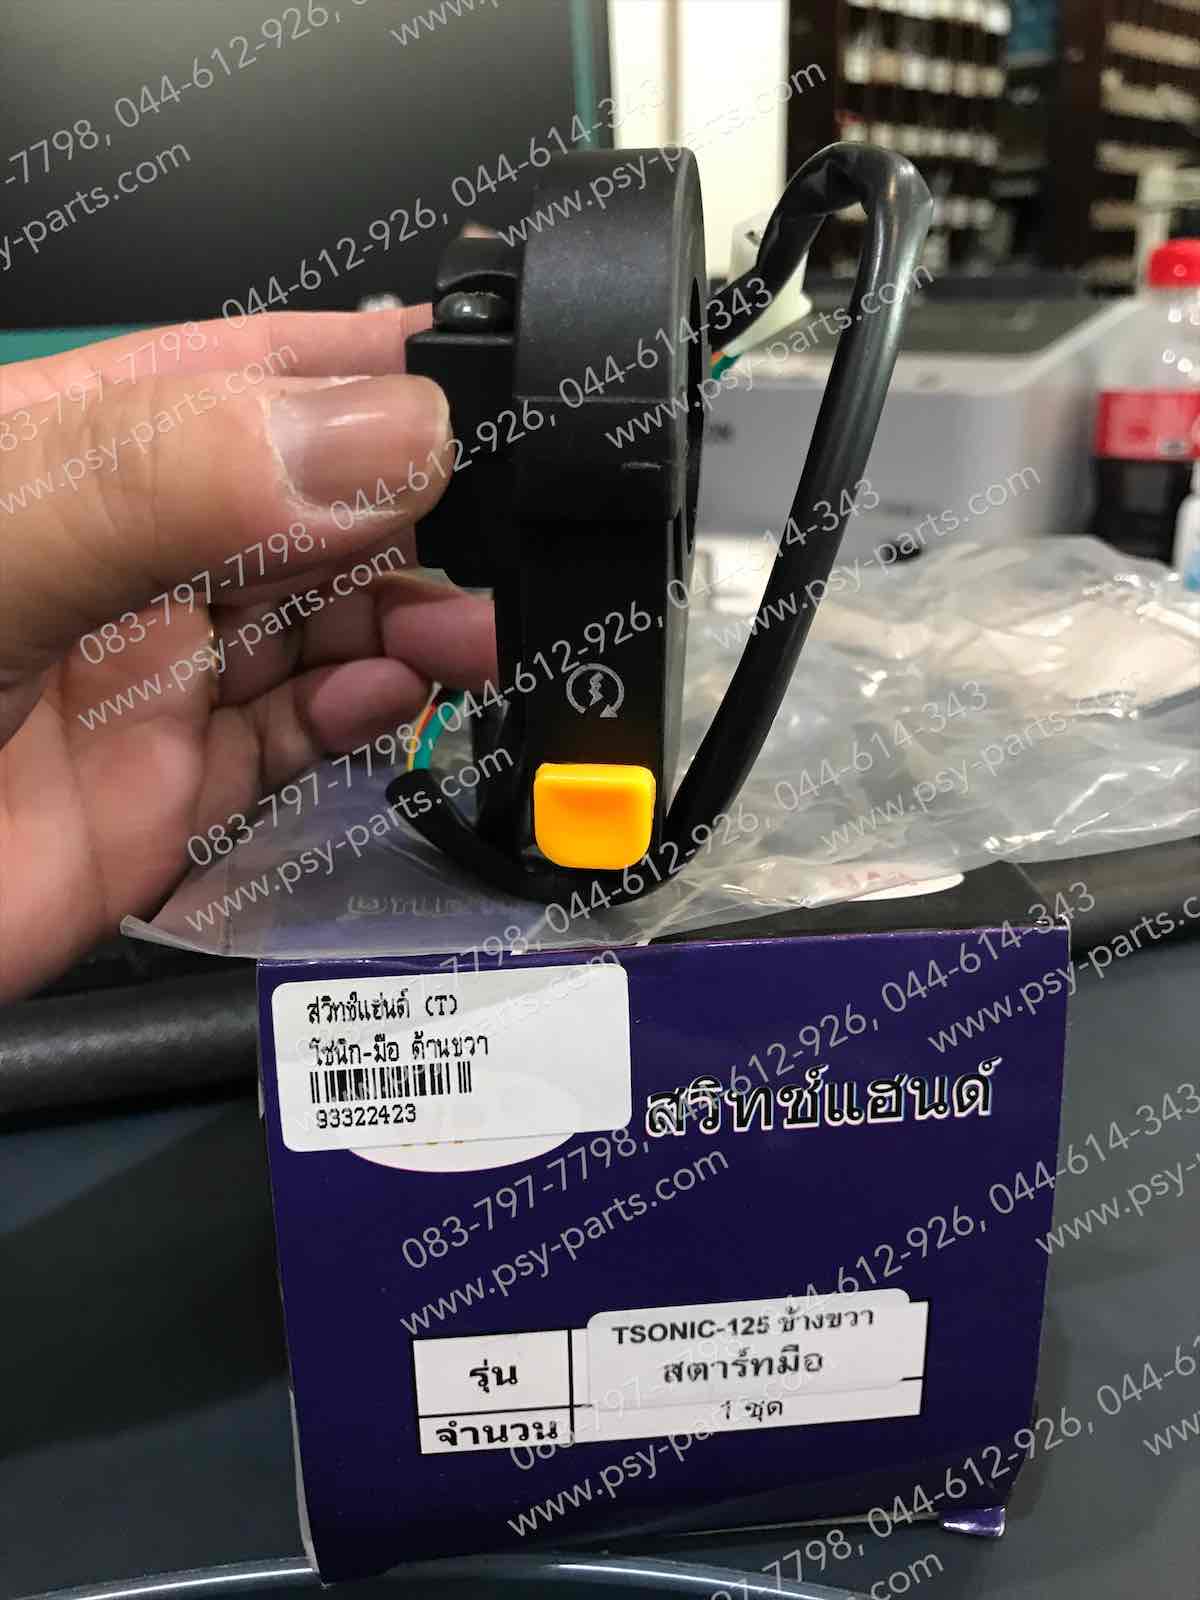 083-797-7798, 044-612-926, 044-614-343
www.psy-parts.com
สวิทช์แฮนด์ (T)
โซนิก-มือ ด้านขวา
93322423
สวิทช์แฮนด์
รุ่น
TSONIC-125 ข้างขวา
สตาร์ทมือ
จำนวน
1 ชุด